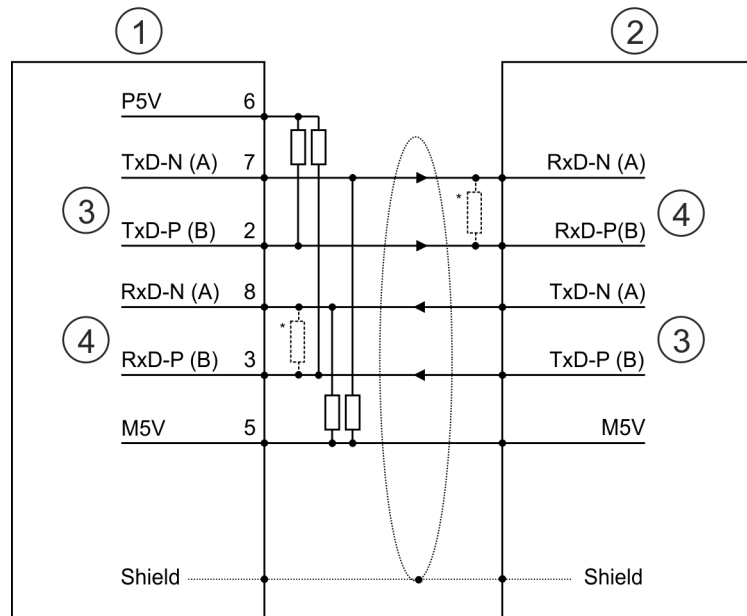 1
2
P5V 6
TxD-N (A) 7
RxD-N (A)
*
3
4
TxD-P (B) 2
RxD-P(B)
RxD-N (A) 8
TxD-N (A)
*
4
3
RxD-P (B) 3
TxD-P (B)
M5V 5
M5V
Shield
Shield